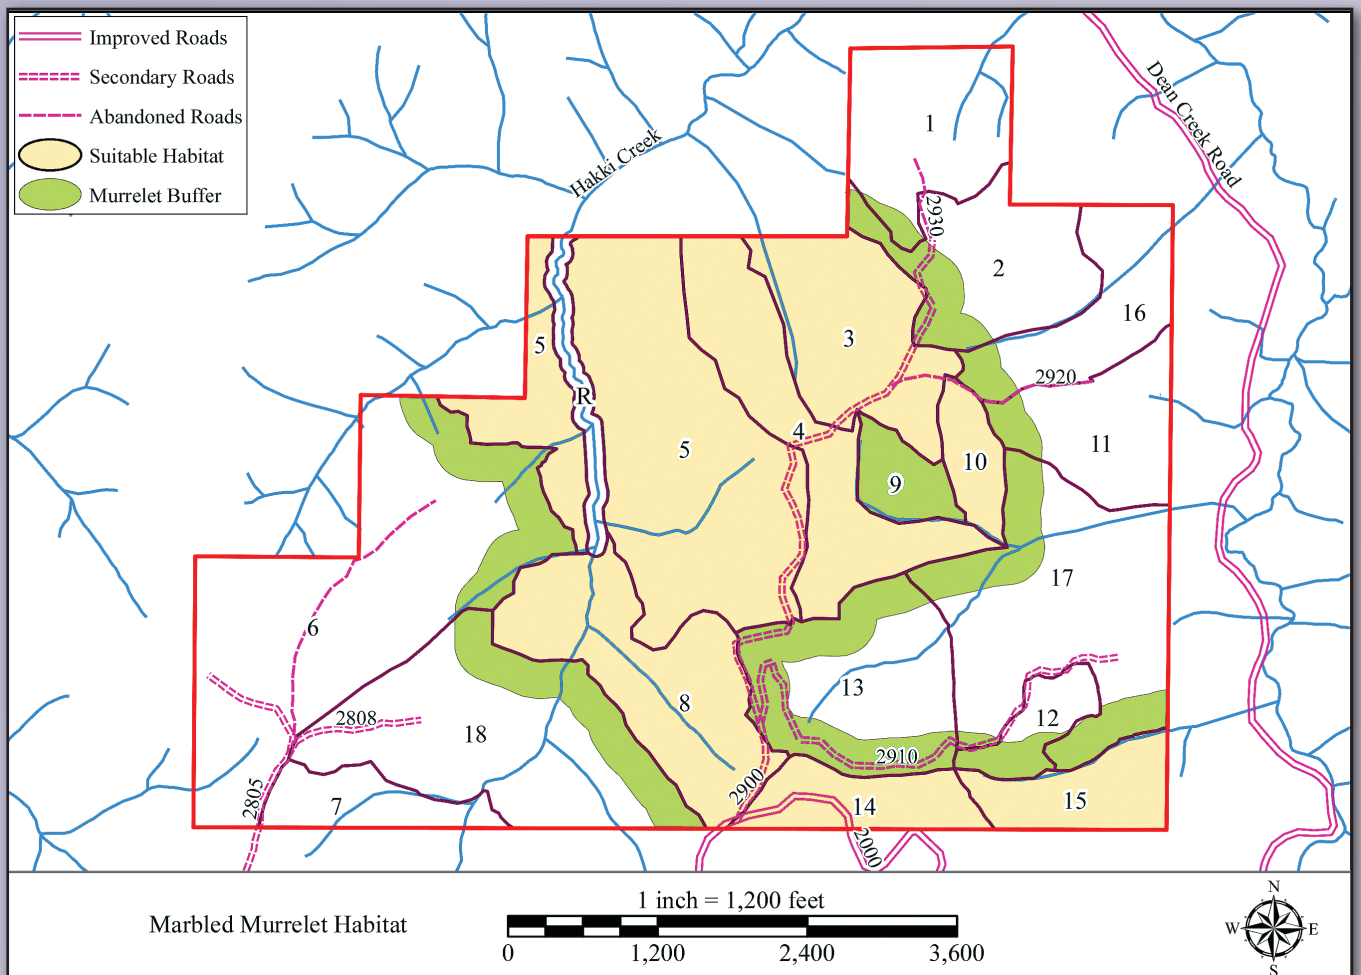 Improved Roads
Secondary Roads
Abandoned Roads
Suitable Habitat
Murrelet Buffer
Hakki Creek
Dean Creek Road
1
2930
2
16
3
5
2920
R
4
5
11
10
9
17
6
13
8
12
2808
18
2910
2900
2805
7
14
15
2000
1 inch = 1,200 feet
Marbled Murrelet Habitat
0 1,200 2,400 3,600
N
W E
S